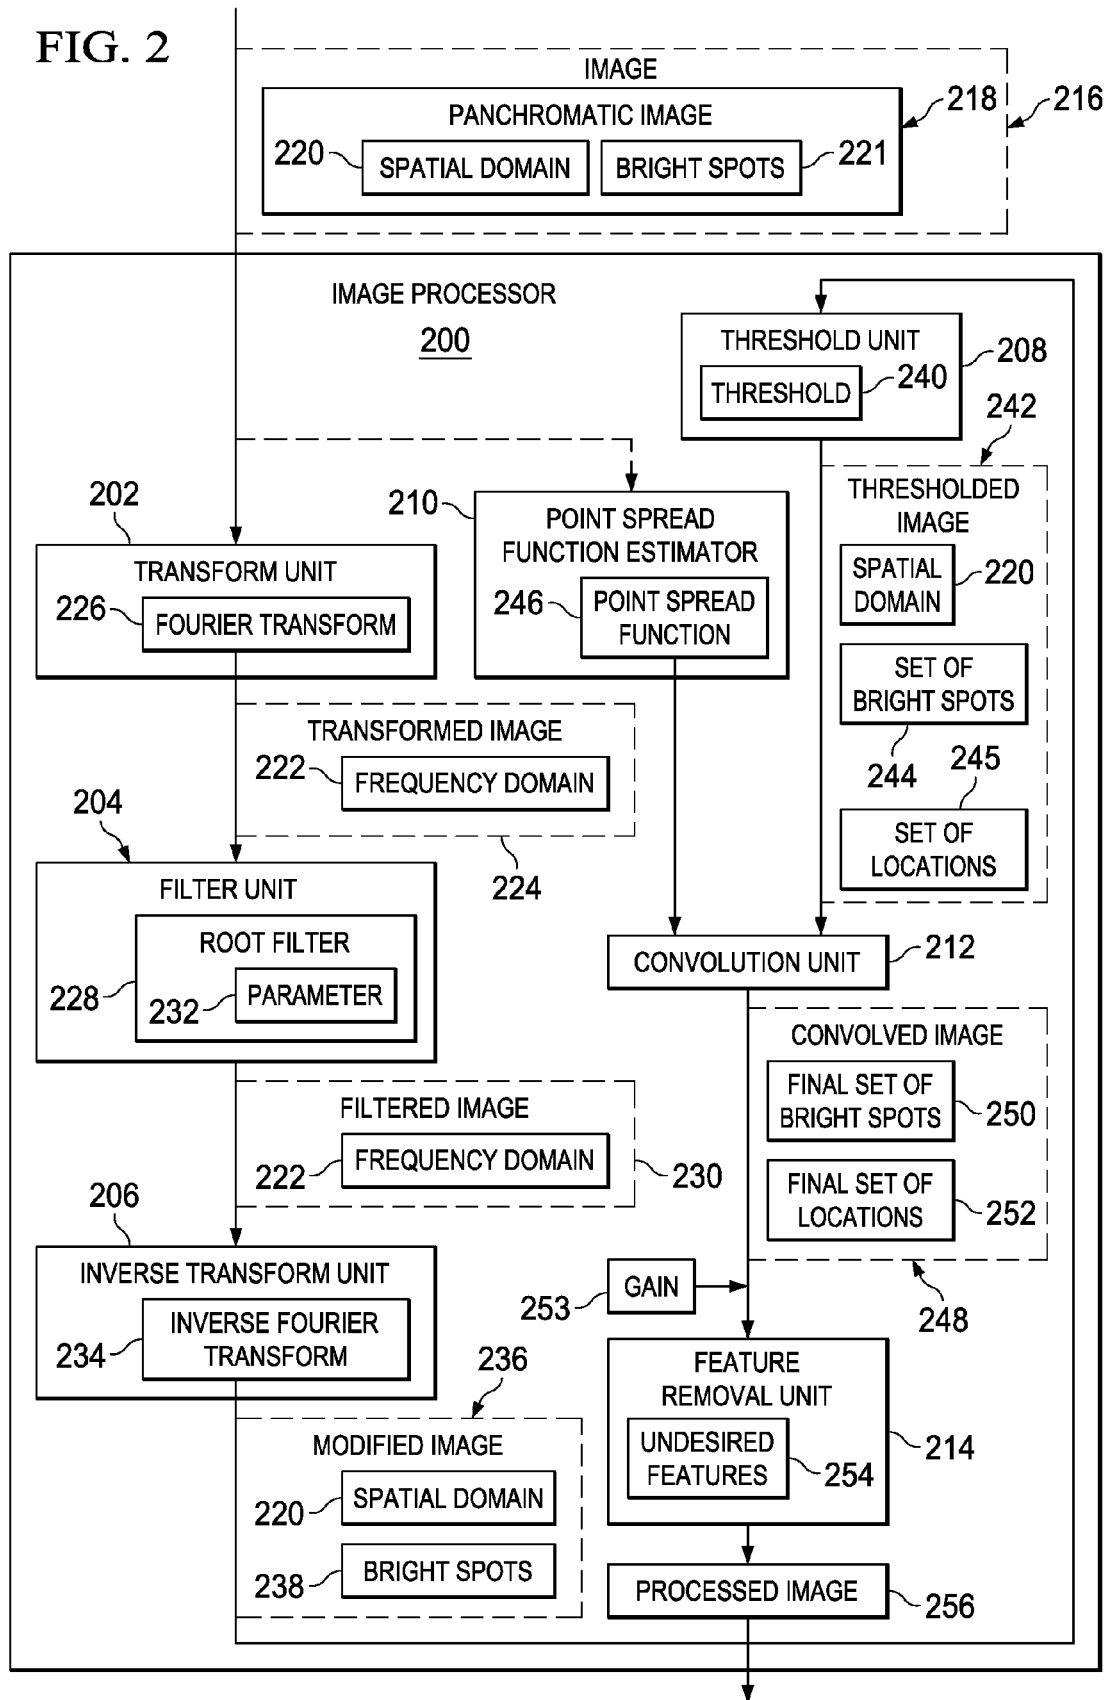 FIG. 2
IMAGE
PANCHROMATIC IMAGE
218
216
220
SPATIAL DOMAIN
BRIGHT SPOTS
221
IMAGE PROCESSOR
200
THRESHOLD UNIT
208
THRESHOLD
240
242
202
TRANSFORM UNIT
226
FOURIER TRANSFORM
210
POINT SPREAD
FUNCTION ESTIMATOR
246
POINT SPREAD
FUNCTION
THRESHOLDED
IMAGE
SPATIAL
DOMAIN
220
SET OF
BRIGHT SPOTS
244
245
SET OF
LOCATIONS
TRANSFORMED IMAGE
222
FREQUENCY DOMAIN
224
204
FILTER UNIT
ROOT FILTER
228
232
PARAMETER
CONVOLUTION UNIT
212
FILTERED IMAGE
222
FREQUENCY DOMAIN
230
CONVOLVED IMAGE
FINAL SET OF
BRIGHT SPOTS
250
FINAL SET OF
LOCATIONS
252
248
206
INVERSE TRANSFORM UNIT
234
INVERSE FOURIER
TRANSFORM
253
GAIN
236
MODIFIED IMAGE
220
SPATIAL DOMAIN
238
BRIGHT SPOTS
FEATURE
REMOVAL UNIT
214
UNDESIRED
FEATURES
254
PROCESSED IMAGE
256